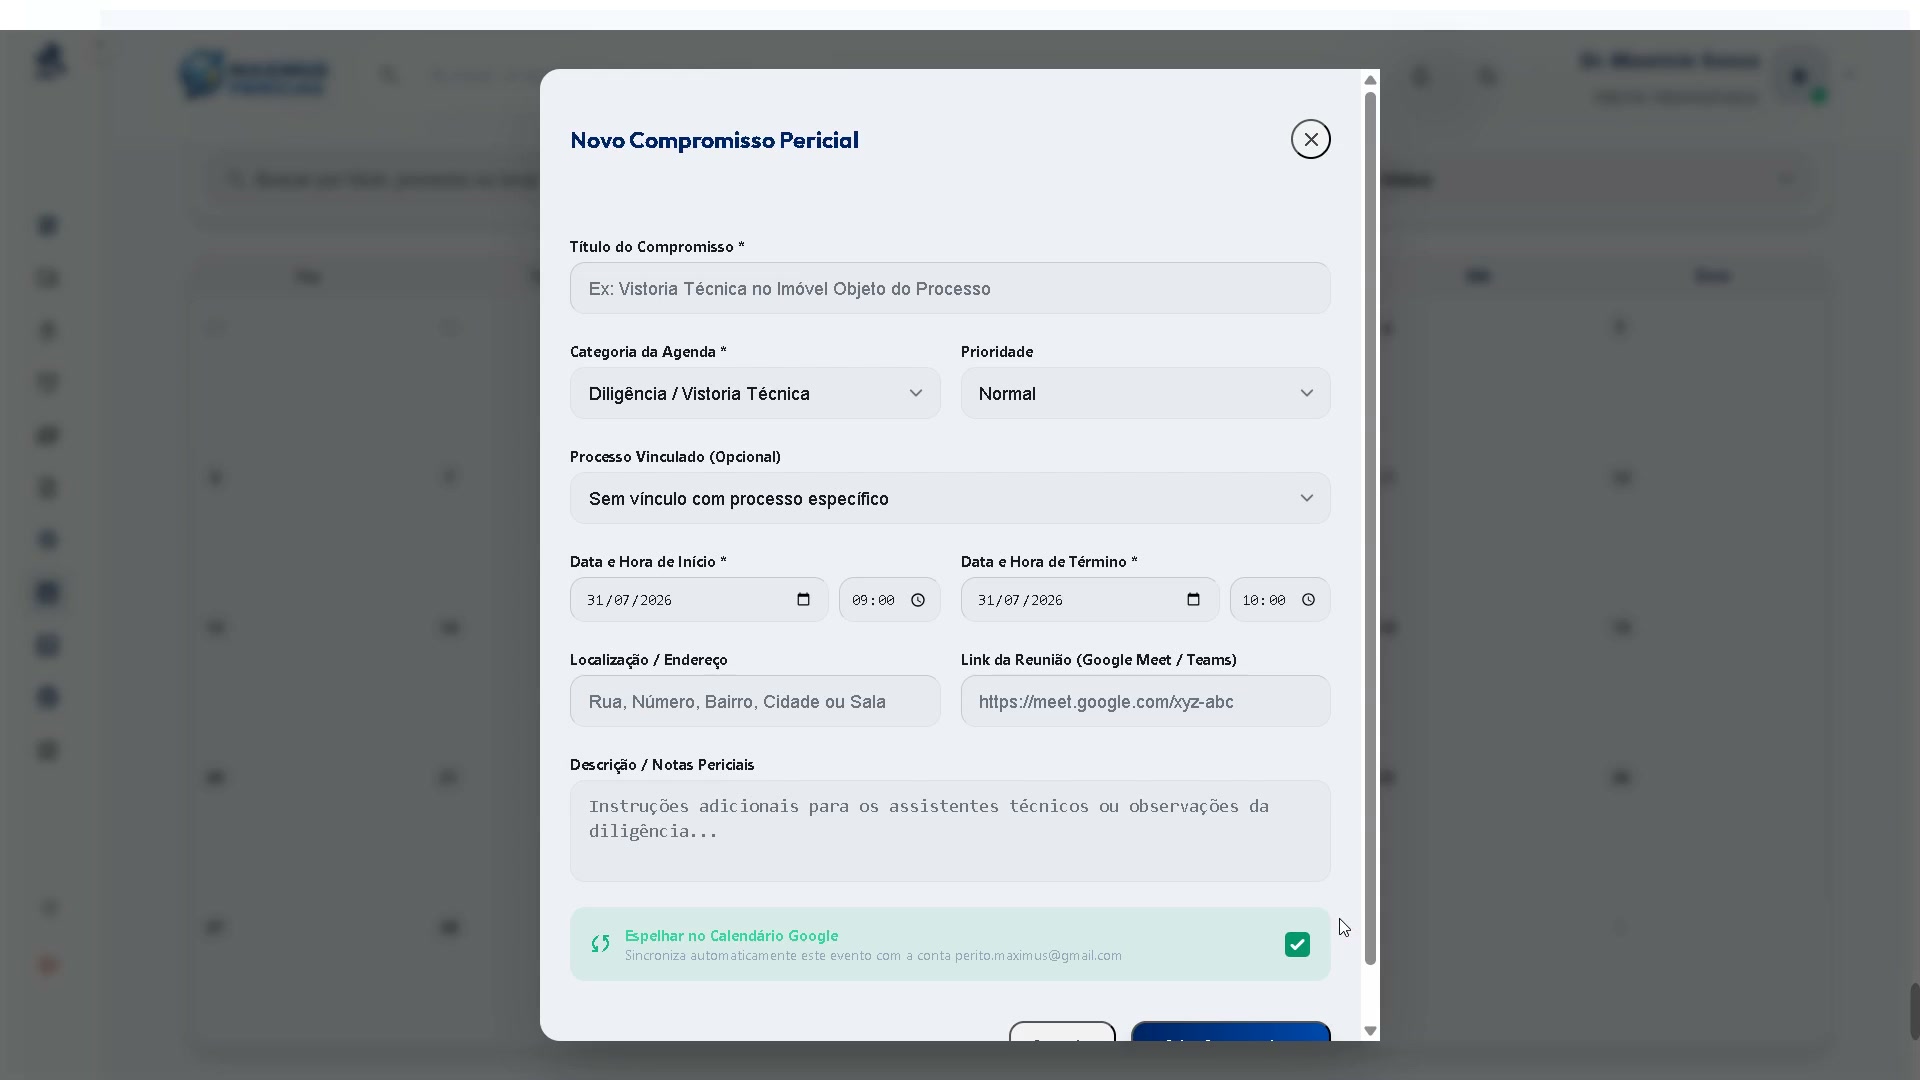 Novo Compromisso Pericial
Título do Compromisso *
Ex: Vistoria Técnica no Imóvel Objeto do Processo
Categoria da Agenda *
Prioridade
Diligência / Vistoria Técnica
Normal
Processo Vinculado (Opcional)
Sem vínculo com processo específico
Data e Hora de Início *
Data e Hora de Término *
31/07/2026
09:00
31/07/2026
10:00
Localização / Endereço
Link da Reunião (Google Meet / Teams)
Rua, Número, Bairro, Cidade ou Sala
https://meet.google.com/xyz-abc
Descrição / Notas Periciais
Instruções adicionais para os assistentes técnicos ou observações da
diligência...
Espelhar no Calendário Google
Sincroniza automaticamente este evento com a conta perito.maximus@gmail.com